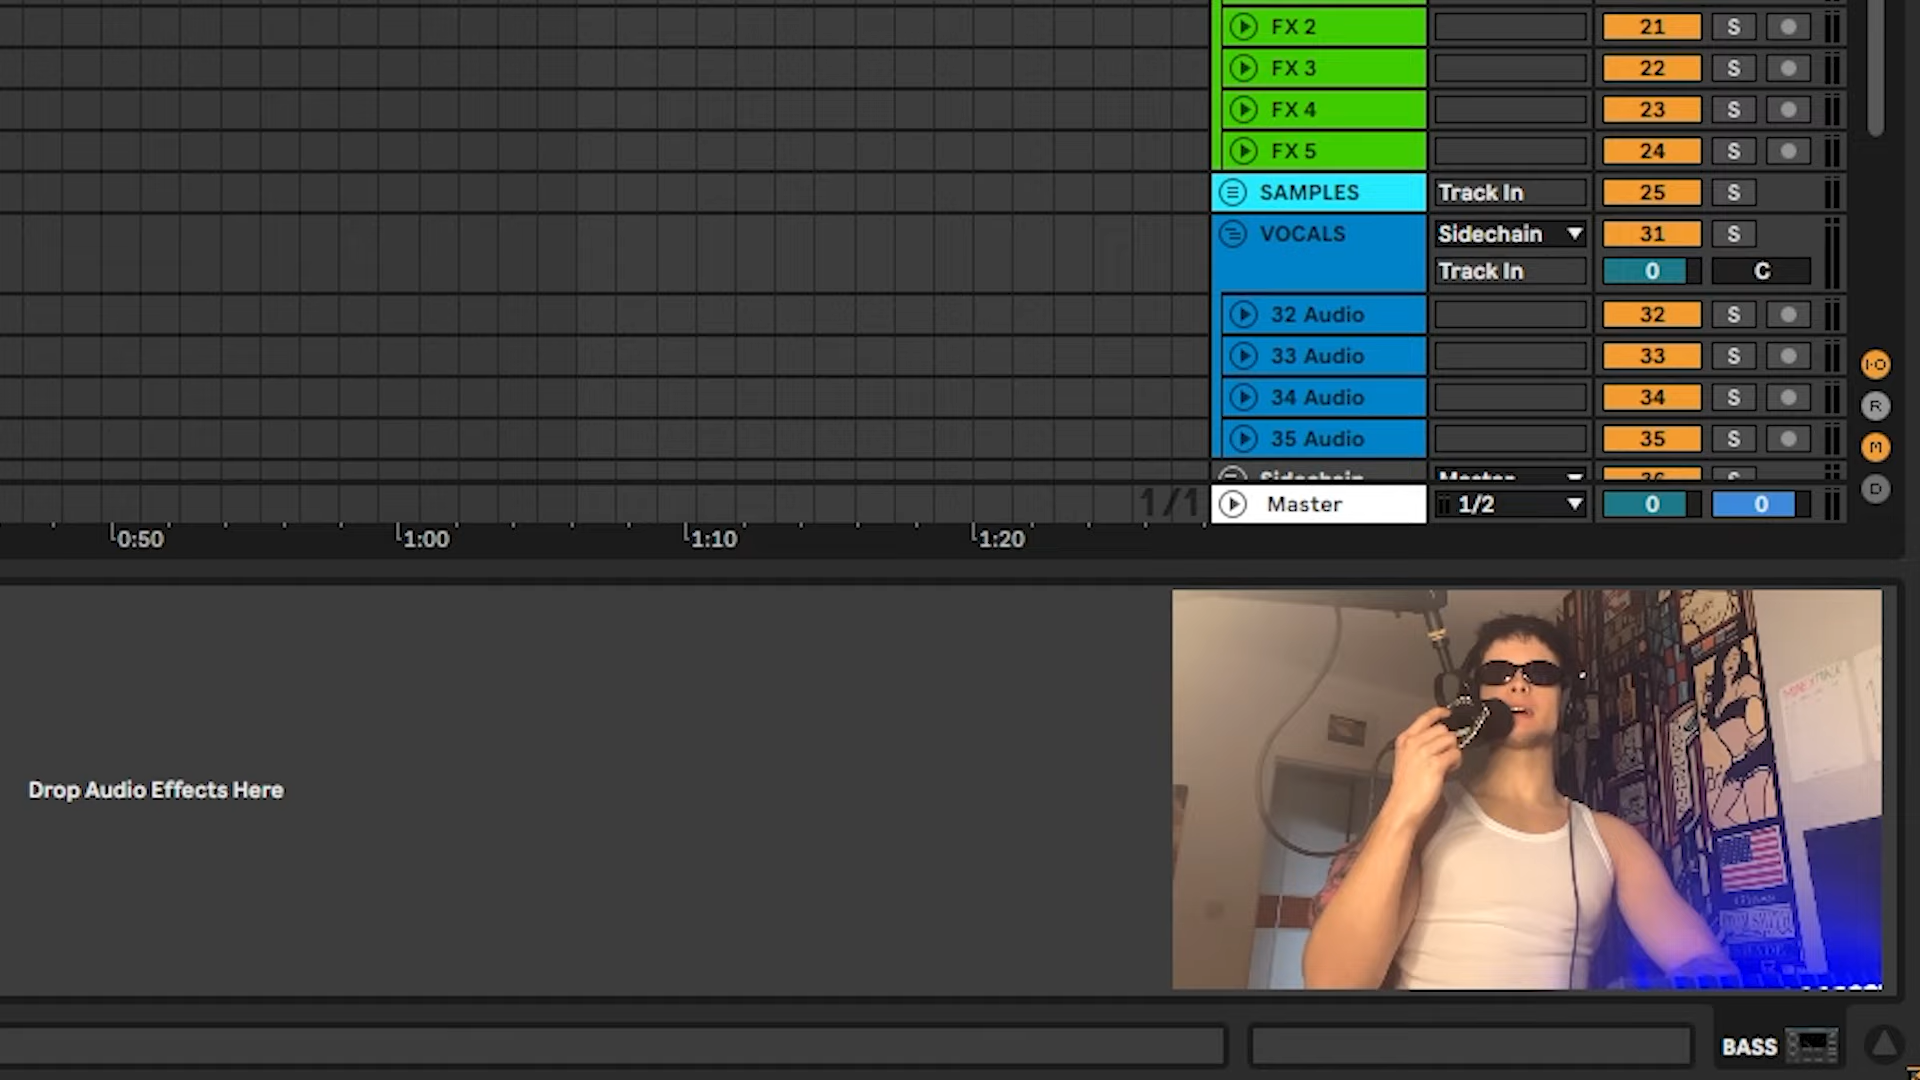 FX 2 21 S
FX 3 22 S
FX 4 23 S
FX 5 24 S
SAMPLES Track In 25 S
VOCALS Sidechain 31 S
Track In 0 C
32 Audio 32 S
33 Audio 33 S
34 Audio 34 S
35 Audio 35 S
I·O
R
M
D
Sidechain Master 36 S
1/1 Master 1/2 0 0
0:50 1:00 1:10 1:20
Drop Audio Effects Here
BASS